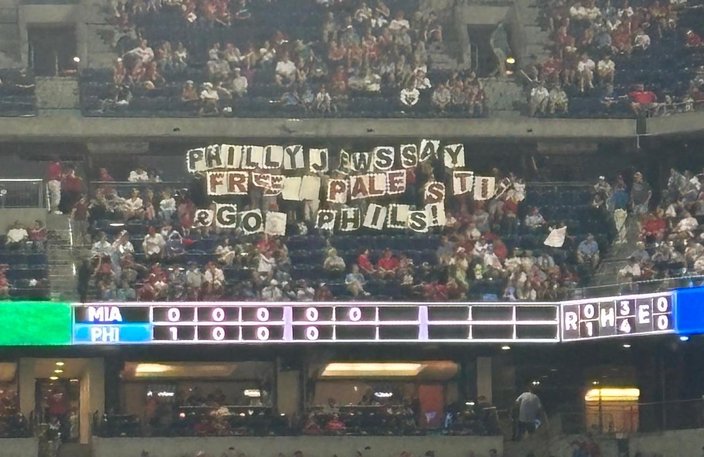 PHILLY JEWS SAY
FREE PALESTI
& GO PHILS!
MIA 0 0 0 0 0 R 0 H 3 E 0
PHI 1 0 0 0 1 4 0